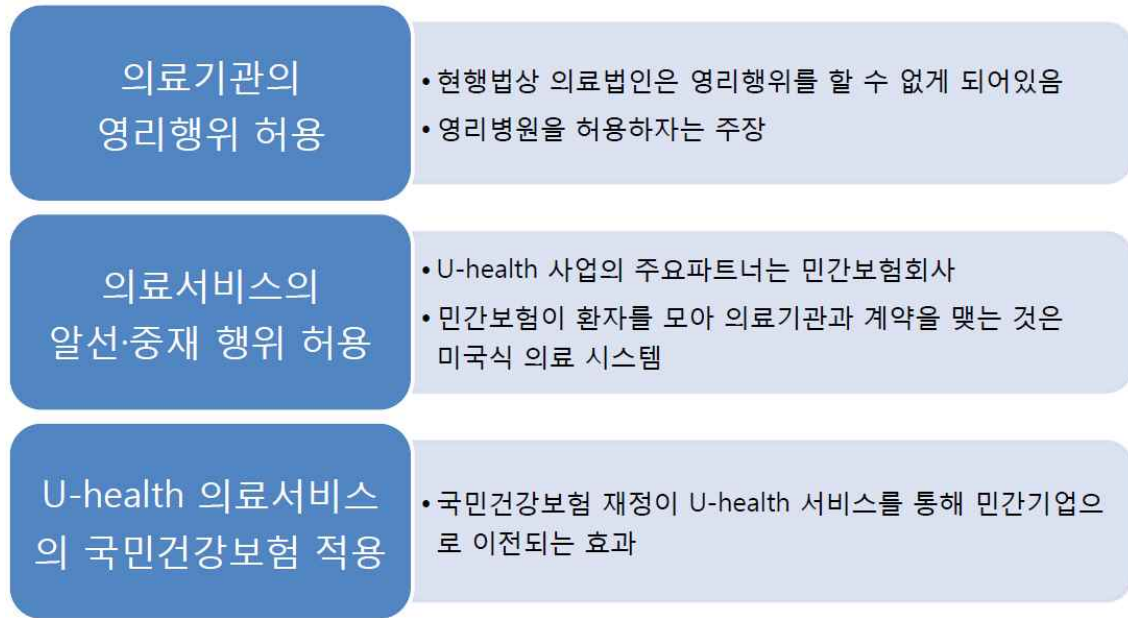 의료기관의
영리행위 허용
• 현행법상 의료법인은 영리행위를 할 수 없게 되어있음
• 영리병원을 허용하자는 주장
의료서비스의
알선·중재 행위 허용
• U-health 사업의 주요파트너는 민간보험회사
• 민간보험이 환자를 모아 의료기관과 계약을 맺는 것은
미국식 의료 시스템
U-health 의료서비스
의 국민건강보험 적용
• 국민건강보험 재정이 U-health 서비스를 통해 민간기업으
로 이전되는 효과